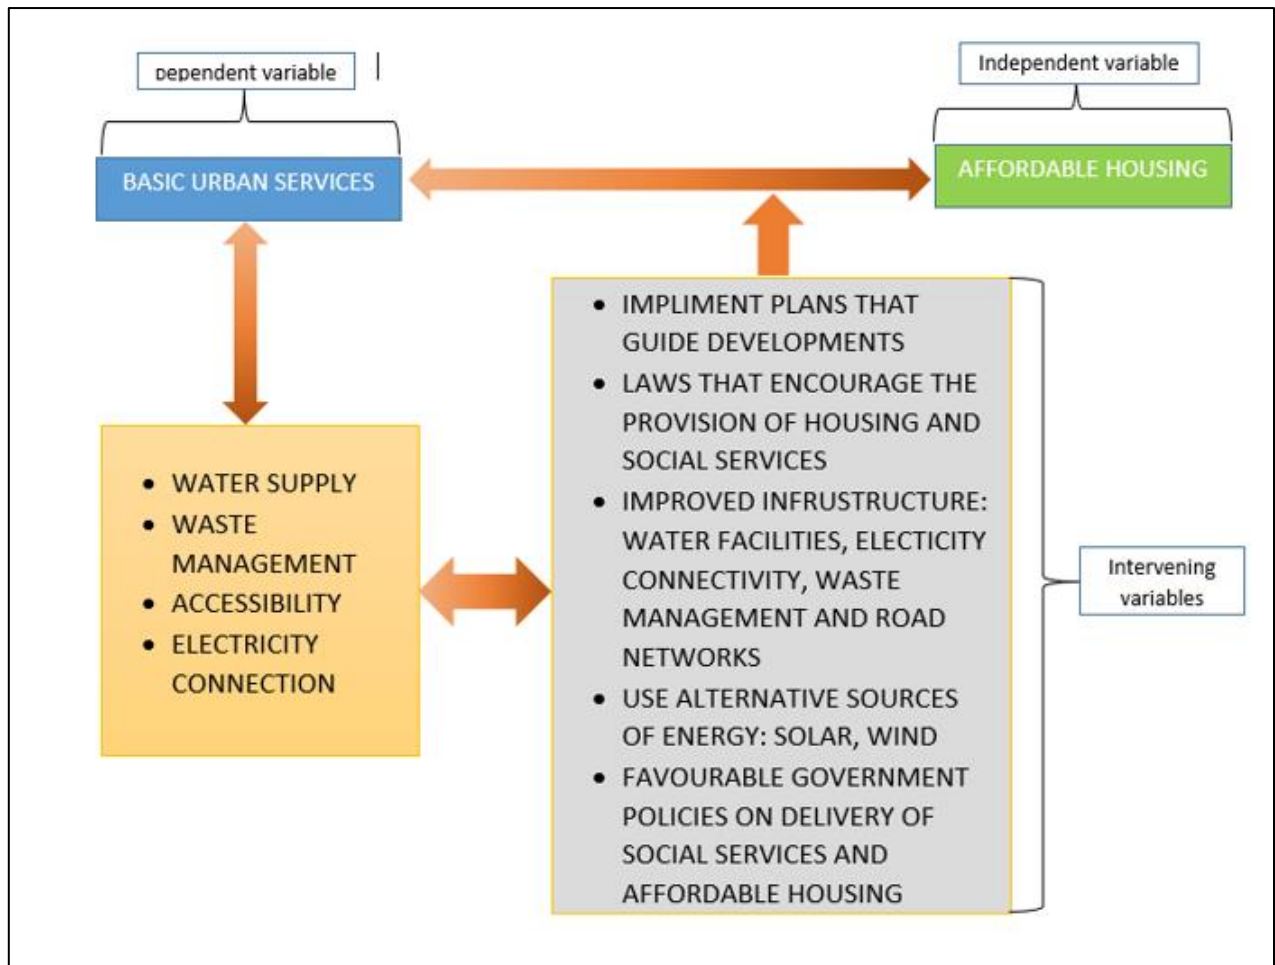 Dependent variable
Independent variable
BASIC URBAN SERVICES
AFFORDABLE HOUSING
• WATER SUPPLY
• WASTE
MANAGEMENT
• ACCESSIBILITY
• ELECTRICITY
CONNECTION
• IMPLIMENT PLANS THAT
GUIDE DEVELOPMENTS
• LAWS THAT ENCOURAGE THE
PROVISION OF HOUSING AND
SOCIAL SERVICES
• IMPROVED INFRUSTRUCTURE:
WATER FACILITIES, ELECTICITY
CONNECTIVITY, WASTE
MANAGEMENT AND ROAD
NETWORKS
• USE ALTERNATIVE SOURCES
OF ENERGY: SOLAR, WIND
• FAVOURABLE GOVERNMENT
POLICIES ON DELIVERY OF
SOCIAL SERVICES AND
AFFORDABLE HOUSING
Intervening
variables